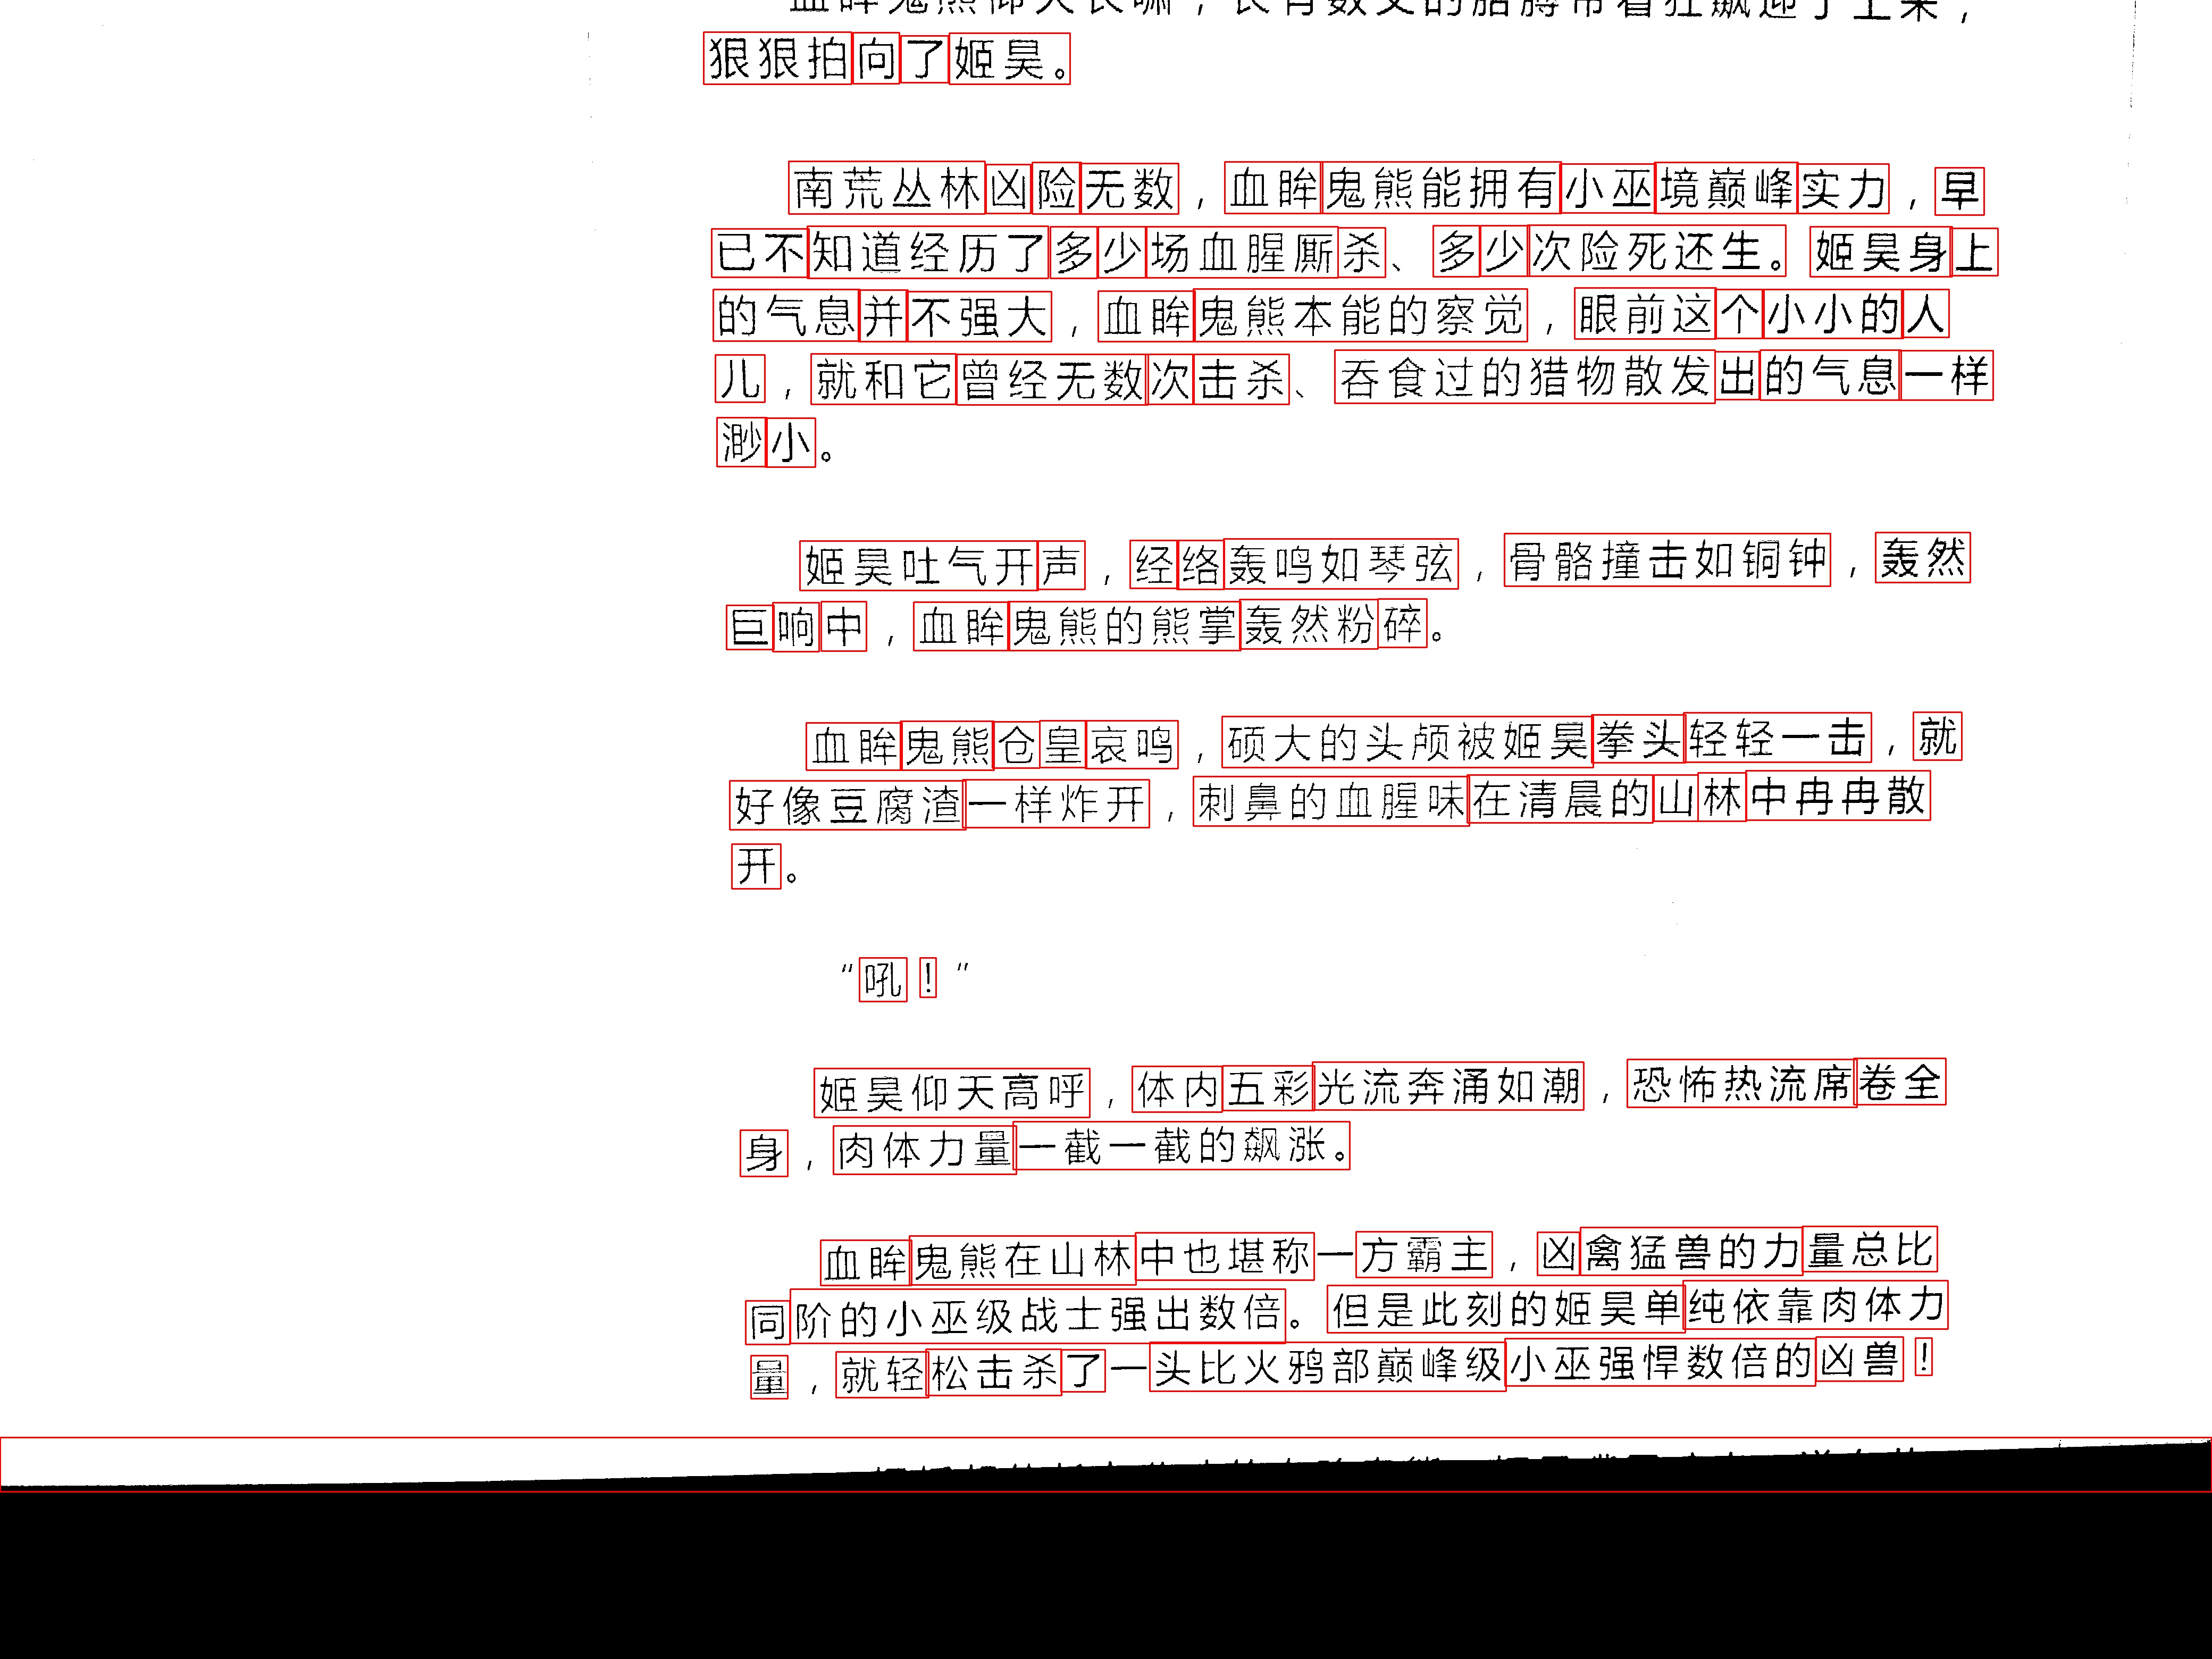 狠狠拍向了姬昊。
南荒丛林凶险无数，血眸鬼熊能拥有小巫境巅峰实力，早
已不知道经历了多少场血腥厮杀、多少次险死还生。姬昊身上
的气息并不强大，血眸鬼熊本能的察觉，眼前这个小小的人
儿，就和它曾经无数次击杀、吞食过的猎物散发出的气息一样
渺小。
姬昊吐气开声，经络轰鸣如琴弦，骨骼撞击如铜钟，轰然
巨响中，血眸鬼熊的熊掌轰然粉碎。
血眸鬼熊仓皇哀鸣，硕大的头颅被姬昊拳头轻轻一击，就
好像豆腐渣一样炸开，刺鼻的血腥味在清晨的山林中冉冉散
开。
“吼！”
姬昊仰天高呼，体内五彩光流奔涌如潮，恐怖热流席卷全
身，肉体力量一截一截的飙涨。
血眸鬼熊在山林中也堪称一方霸主，凶禽猛兽的力量总比
同阶的小巫级战士强出数倍。但是此刻的姬昊单纯依靠肉体力
量，就轻松击杀了一头比火鸦部巅峰级小巫强悍数倍的凶兽！